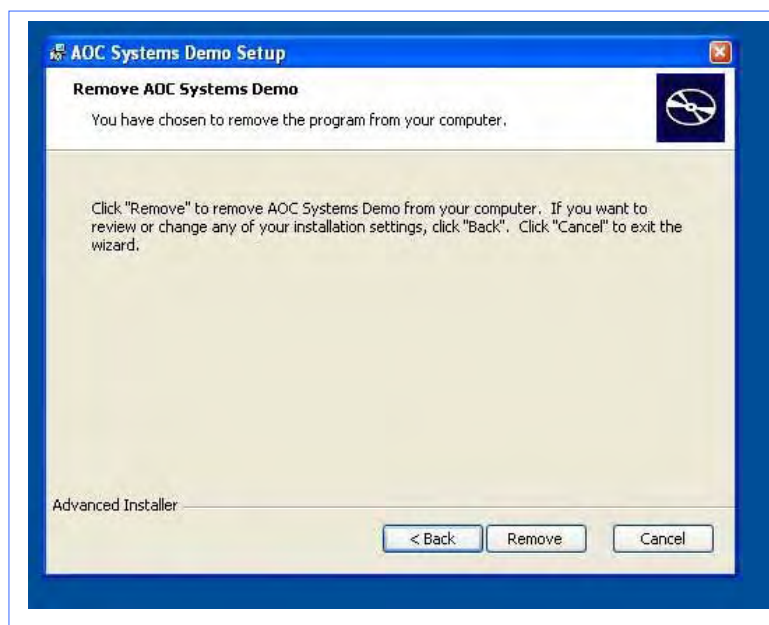 AOC Systems Demo Setup
Remove AOC Systems Demo
You have chosen to remove the program from your computer.
Click "Remove" to remove AOC Systems Demo from your computer. If you want to
review or change any of your installation settings, click "Back". Click "Cancel" to exit the
wizard.
Advanced Installer
< Back
Remove
Cancel